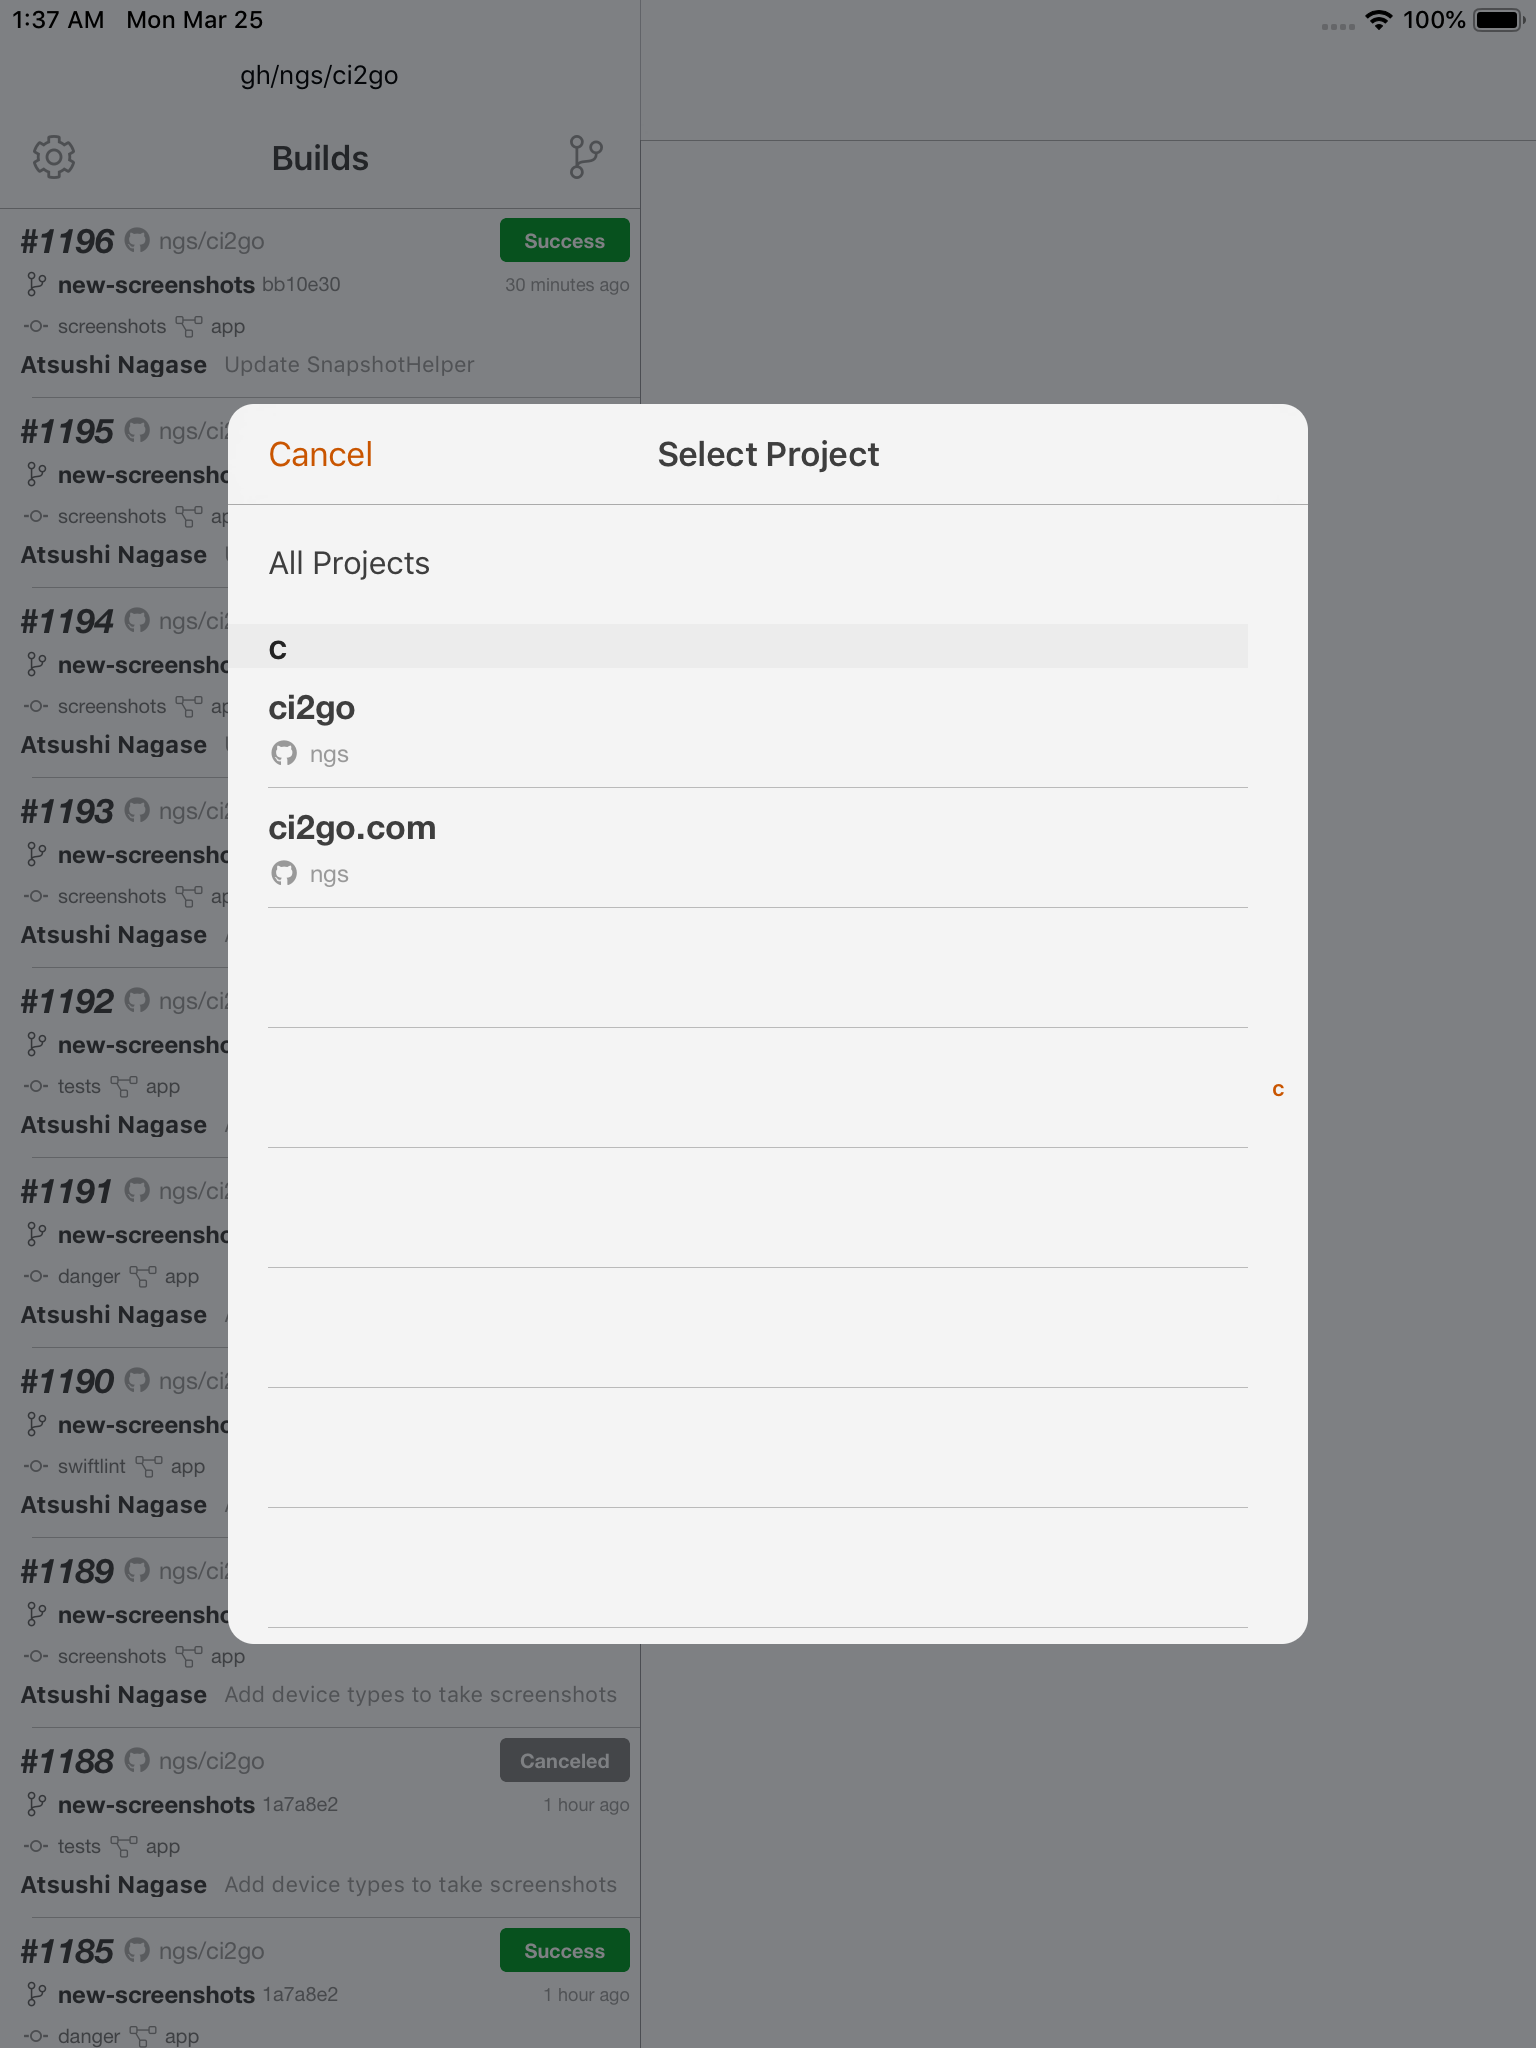 1:37 AM Mon Mar 25
100%
gh/ngs/ci2go
Builds
#1196 ngs/ci2go Success
new-screenshots bb10e30 30 minutes ago
screenshots app
Atsushi Nagase Update SnapshotHelper
#1195 ngs/ci
new-screensho
screenshots
Atsushi Nagase
#1194 ngs/ci
new-screensho
screenshots
Atsushi Nagase
#1193 ngs/ci
new-screensho
screenshots
Atsushi Nagase
#1192 ngs/ci
new-screensho
tests app
Atsushi Nagase
#1191 ngs/ci
new-screensho
danger app
Atsushi Nagase
#1190 ngs/ci
new-screensho
swiftlint app
Atsushi Nagase
#1189 ngs/ci
new-screensho
screenshots app
Atsushi Nagase Add device types to take screenshots
#1188 ngs/ci2go Canceled
new-screenshots 1a7a8e2 1 hour ago
tests app
Atsushi Nagase Add device types to take screenshots
#1185 ngs/ci2go Success
new-screenshots 1a7a8e2 1 hour ago
danger app
Cancel Select Project
All Projects
c
ci2go
ngs
ci2go.com
ngs
c